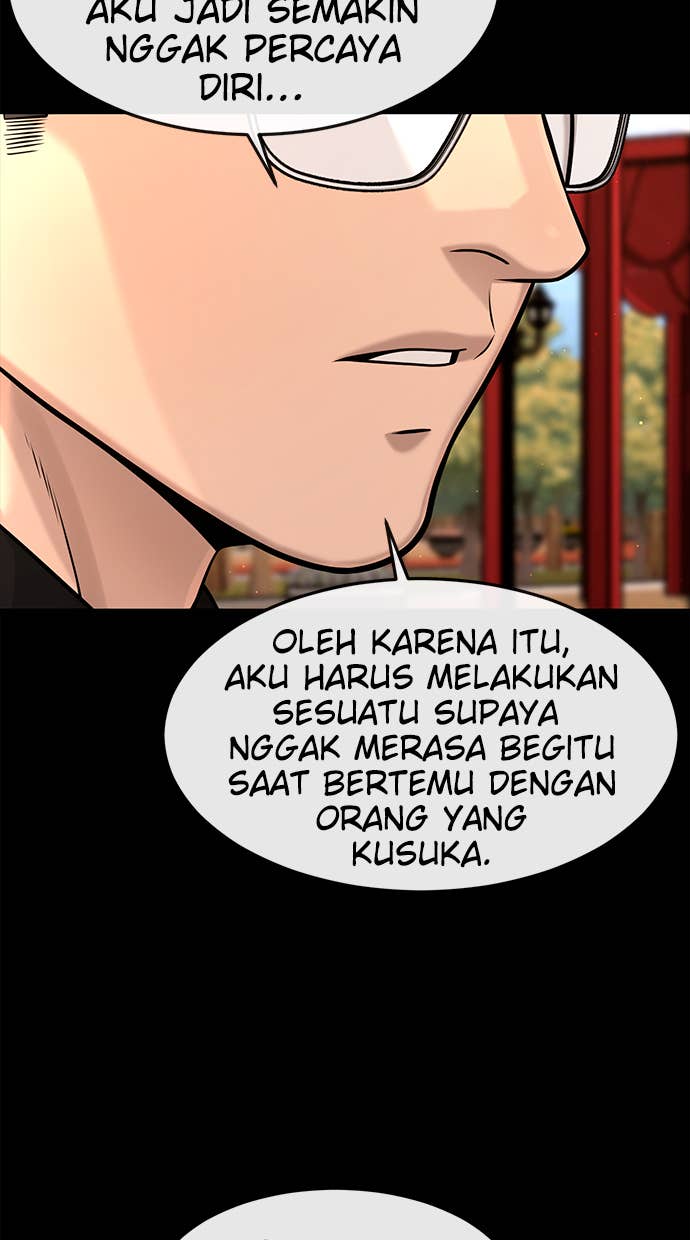 AKU JADI SEMAKIN
NGGAK PERCAYA
DIRI...
OLEH KARENA ITU,
AKU HARUS MELAKUKAN
SESUATU SUPAYA
NGGAK MERASA BEGITU
SAAT BERTEMU DENGAN
ORANG YANG
KUSUKA.